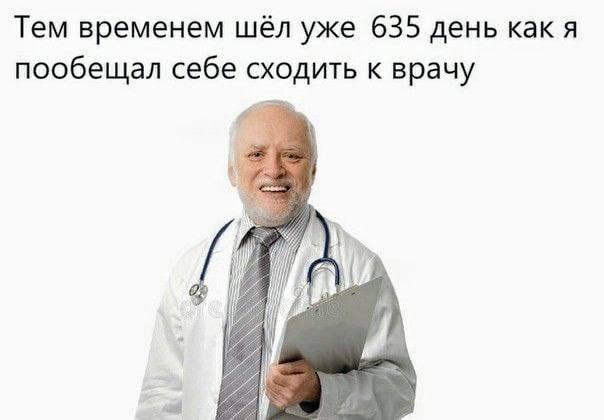 Тем временем шёл уже 635 день как я
пообещал себе сходить к врачу